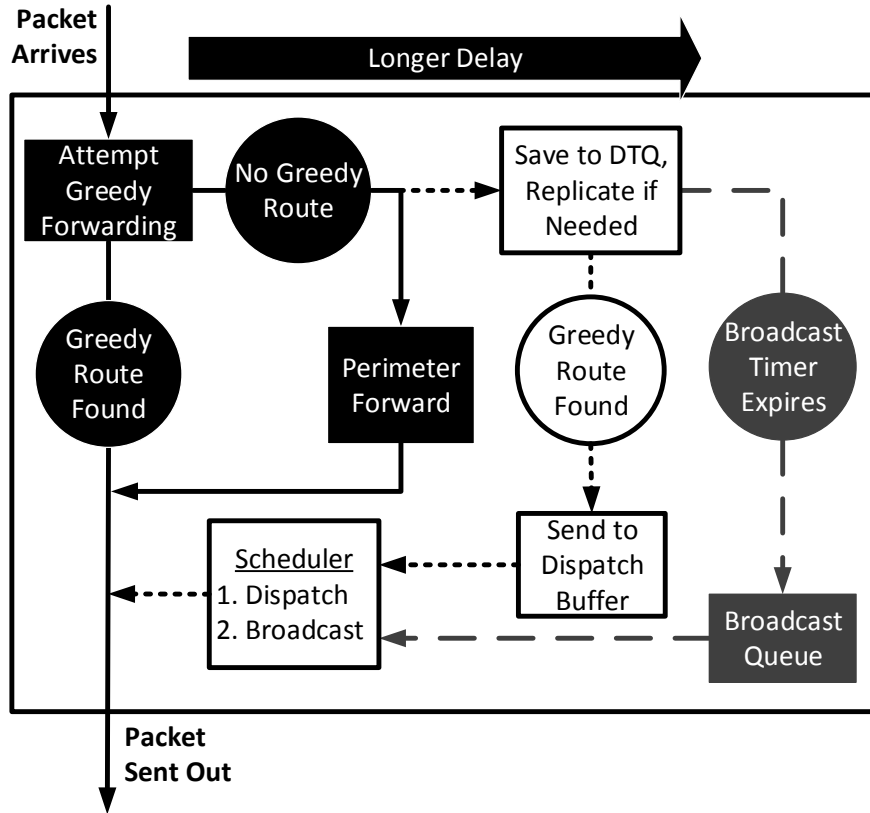 Packet
Arrives
Longer Delay
Attempt
Greedy
Forwarding
No Greedy
Route
Save to DTQ,
Replicate if
Needed
Greedy
Route
Found
Perimeter
Forward
Greedy
Route
Found
Broadcast
Timer
Expires
Scheduler
1. Dispatch
2. Broadcast
Send to
Dispatch
Buffer
Broadcast
Queue
Packet
Sent Out